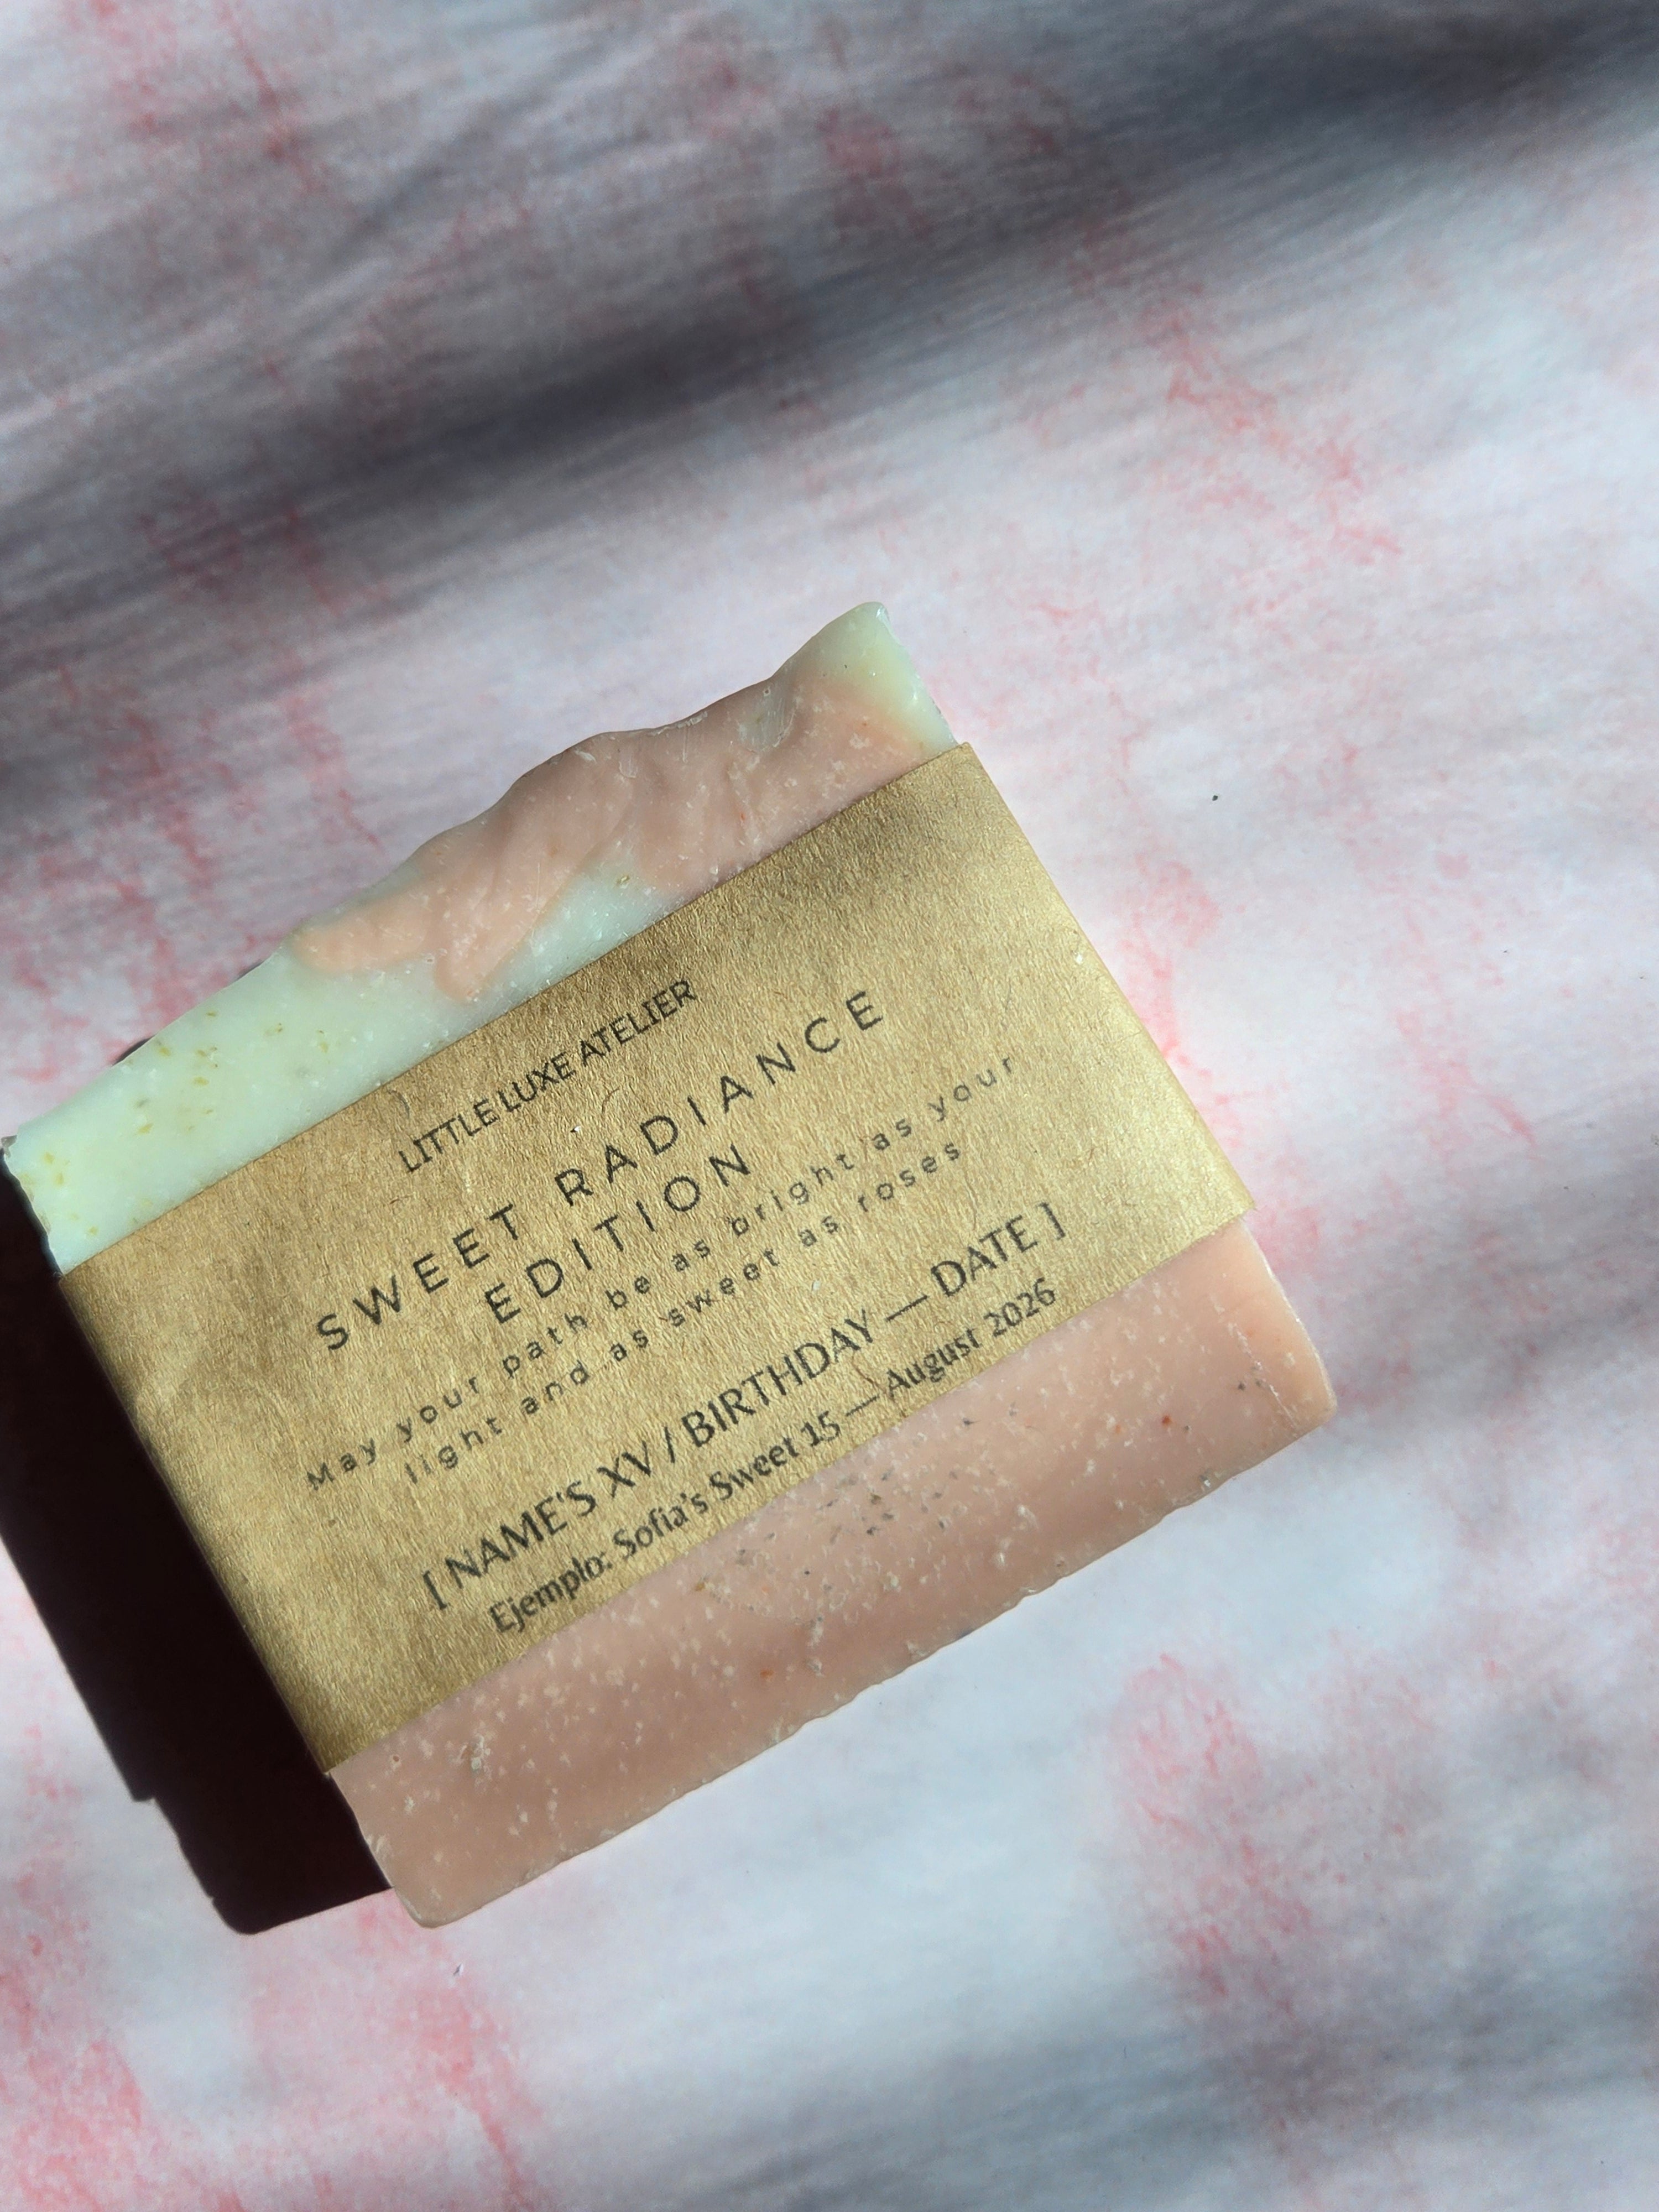 LITTLE LUXE ATELIER
SWEET RADIANCE
EDITION
May your path be as bright as your
light and as sweet as roses
[ NAME'S XV / BIRTHDAY — DATE ]
Ejemplo: Sofia's Sweet 15 — August 2026